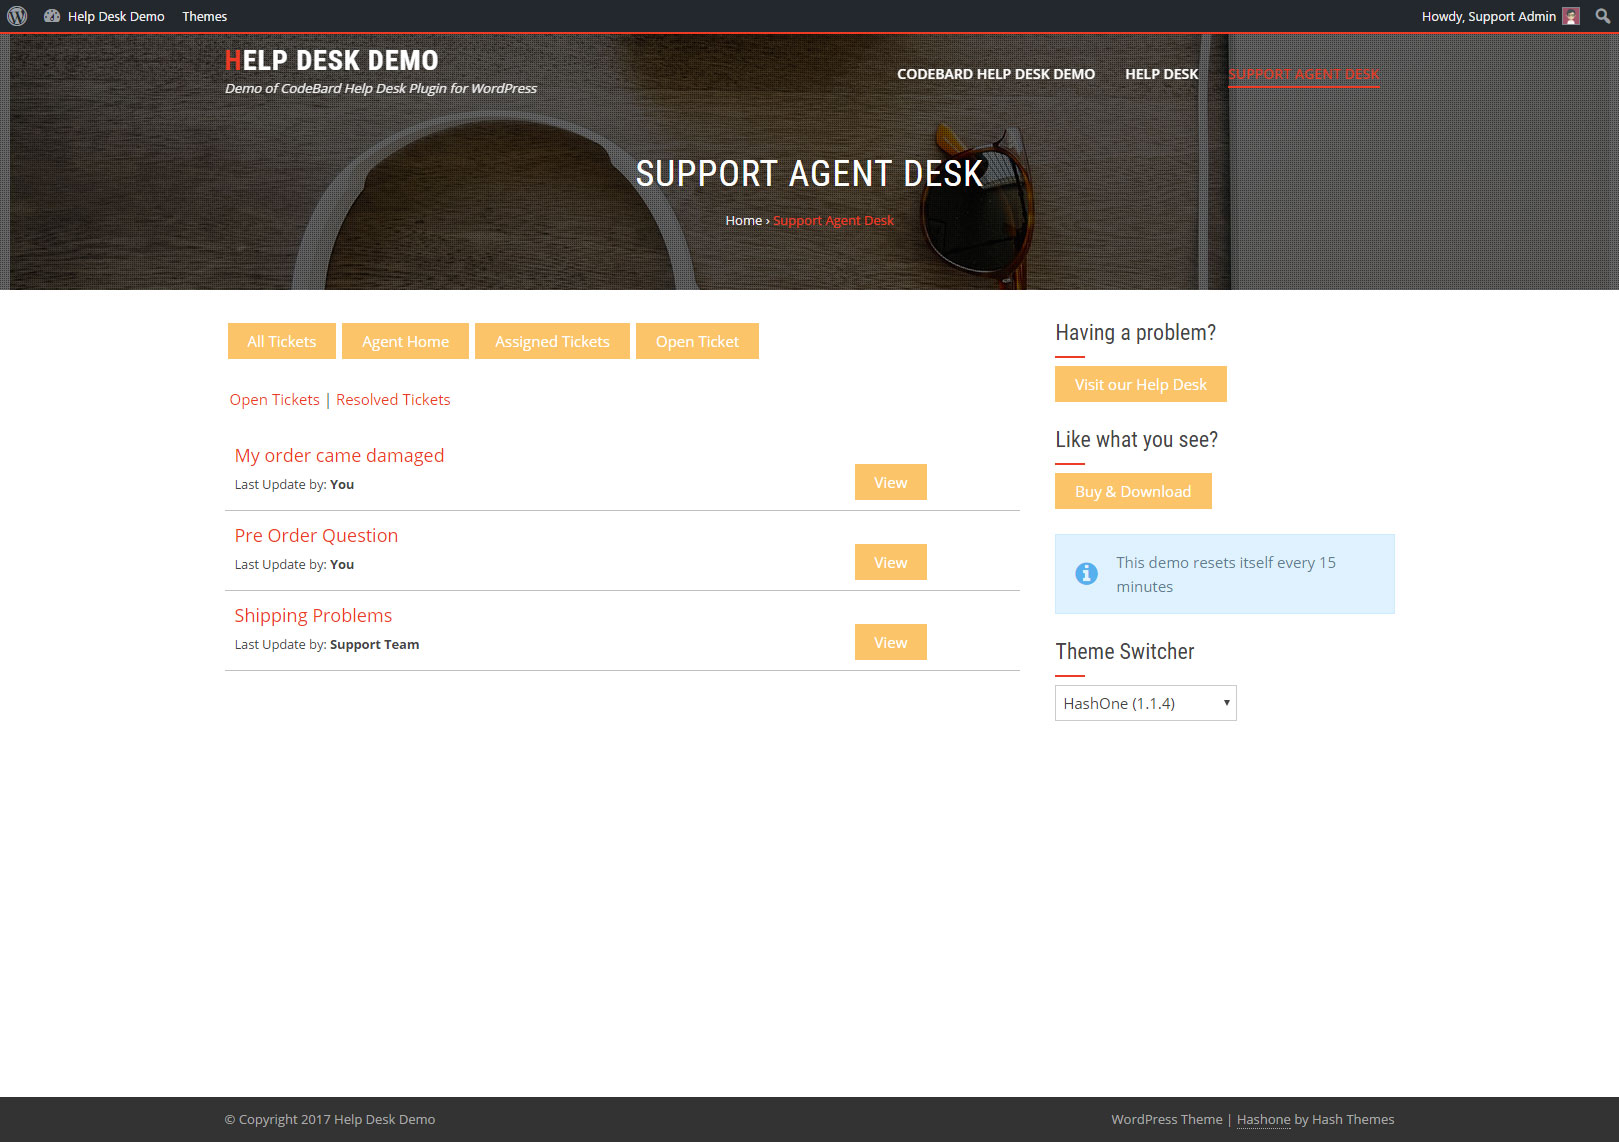 Help Desk Demo Themes Howdy, Support Admin
HELP DESK DEMO
Demo of CodeBard Help Desk Plugin for WordPress
CODEBARD HELP DESK DEMO HELP DESK SUPPORT AGENT DESK
SUPPORT AGENT DESK
Home › Support Agent Desk
All Tickets Agent Home Assigned Tickets Open Ticket
Open Tickets | Resolved Tickets
My order came damaged
Last Update by: You
View
Pre Order Question
Last Update by: You
View
Shipping Problems
Last Update by: Support Team
View
Having a problem?
Visit our Help Desk
Like what you see?
Buy & Download
This demo resets itself every 15
minutes
Theme Switcher
HashOne (1.1.4)
© Copyright 2017 Help Desk Demo
WordPress Theme | Hashone by Hash Themes